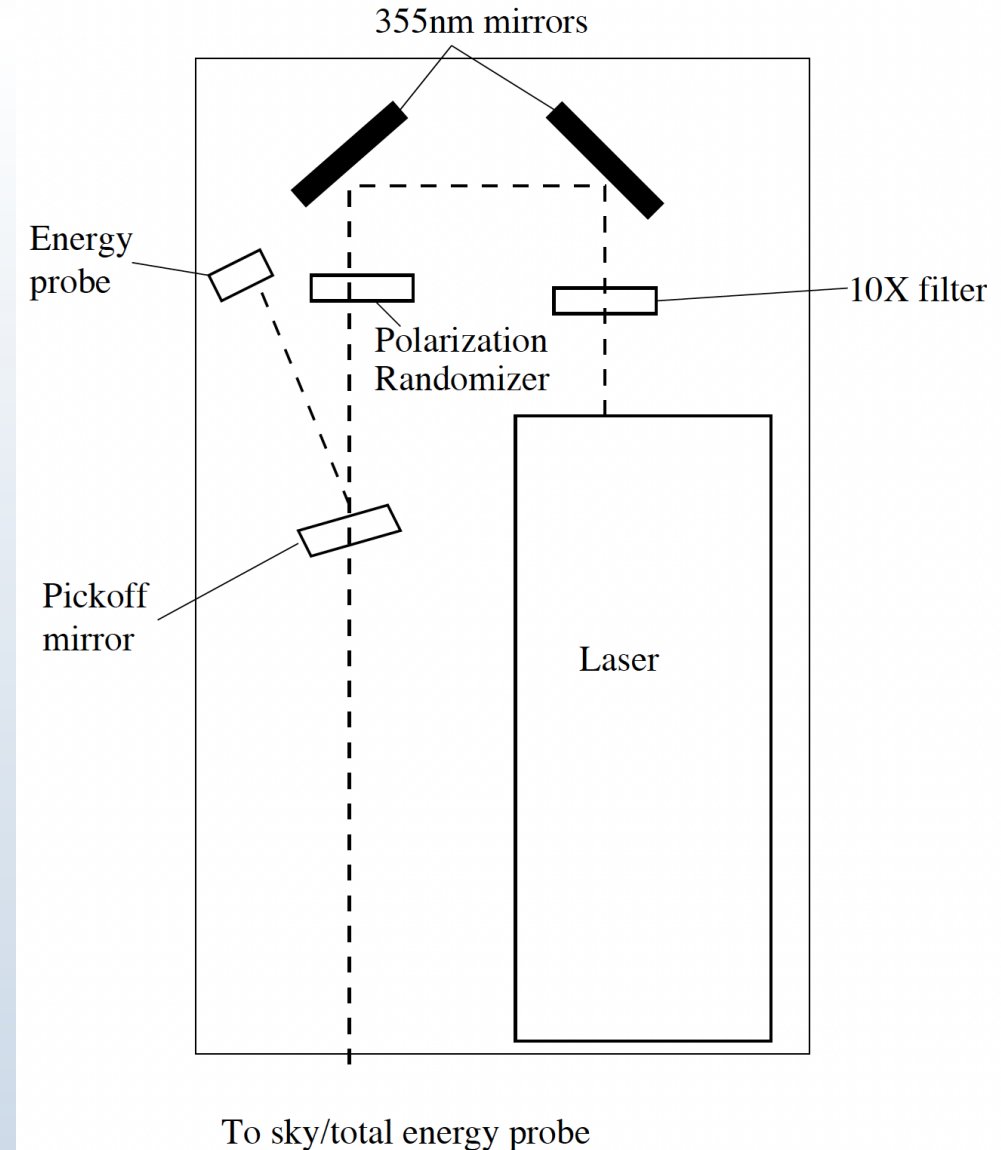 355nm mirrors
Energy
probe
10X filter
Polarization
Randomizer
Pickoff
mirror
Laser
To sky/total energy probe